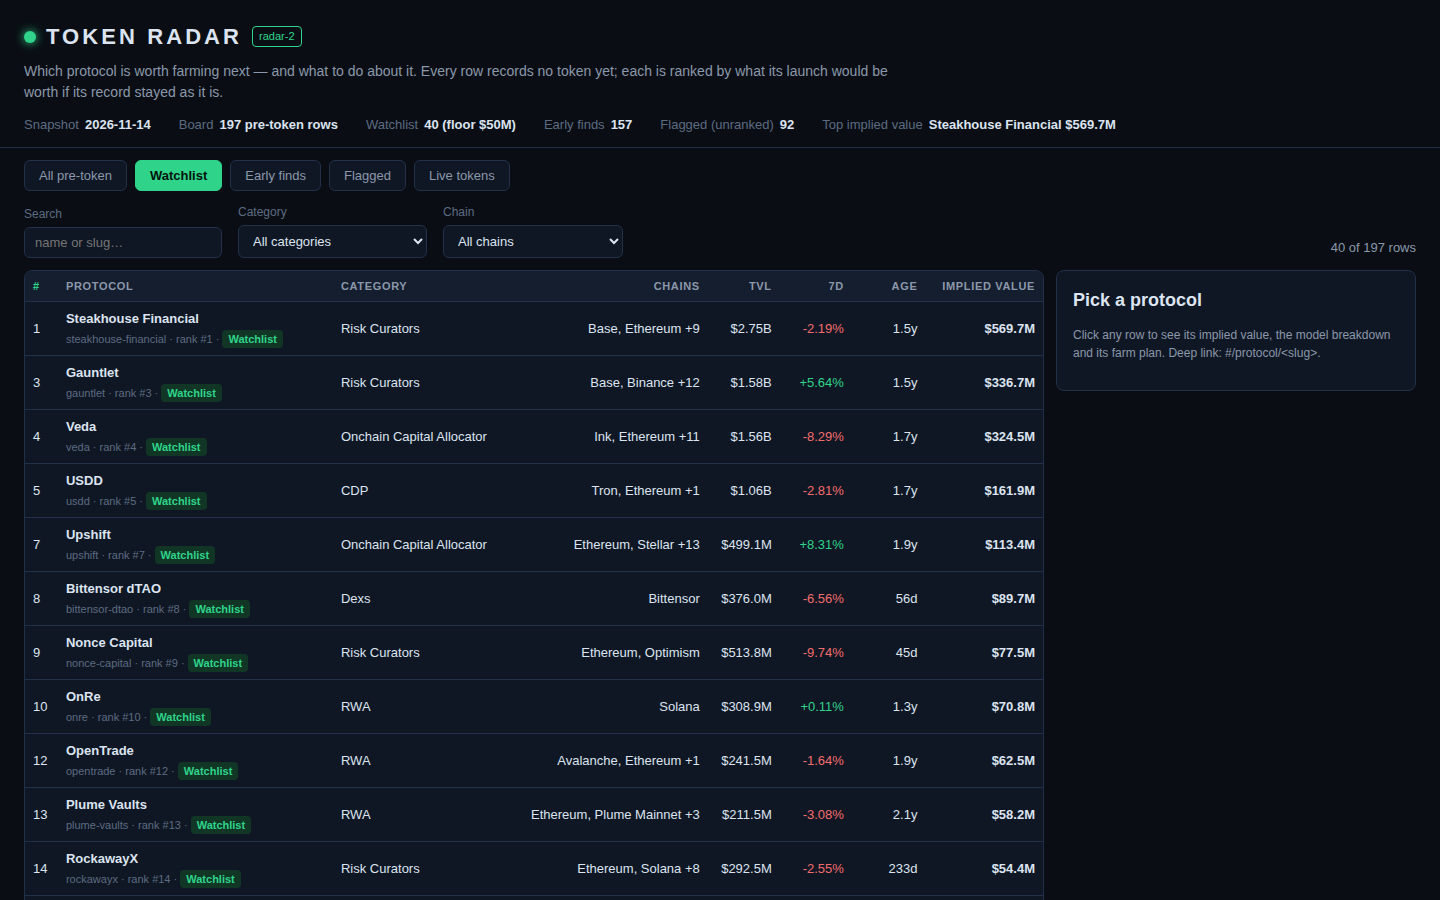 TOKEN RADAR radar-2
Which protocol is worth farming next — and what to do about it. Every row records no token yet; each is ranked by what its launch would be
worth if its record stayed as it is.
Snapshot 2026-11-14 Board 197 pre-token rows Watchlist 40 (floor $50M) Early finds 157 Flagged (unranked) 92 Top implied value Steakhouse Financial $569.7M
All pre-token Watchlist Early finds Flagged Live tokens
Search Category Chain
name or slug… All categories All chains 40 of 197 rows
# PROTOCOL CATEGORY CHAINS TVL 7D AGE IMPLIED VALUE
1 Steakhouse Financial Risk Curators Base, Ethereum +9 $2.75B -2.19% 1.5y $569.7M
steakhouse-financial · rank #1 · Watchlist
3 Gauntlet Risk Curators Base, Binance +12 $1.58B +5.64% 1.5y $336.7M
gauntlet · rank #3 · Watchlist
4 Veda Onchain Capital Allocator Ink, Ethereum +11 $1.56B -8.29% 1.7y $324.5M
veda · rank #4 · Watchlist
5 USDD CDP Tron, Ethereum +1 $1.06B -2.81% 1.7y $161.9M
usdd · rank #5 · Watchlist
7 Upshift Onchain Capital Allocator Ethereum, Stellar +13 $499.1M +8.31% 1.9y $113.4M
upshift · rank #7 · Watchlist
8 Bittensor dTAO Dexs Bittensor $376.0M -6.56% 56d $89.7M
bittensor-dtao · rank #8 · Watchlist
9 Nonce Capital Risk Curators Ethereum, Optimism $513.8M -9.74% 45d $77.5M
nonce-capital · rank #9 · Watchlist
10 OnRe RWA Solana $308.9M +0.11% 1.3y $70.8M
onre · rank #10 · Watchlist
12 OpenTrade RWA Avalanche, Ethereum +1 $241.5M -1.64% 1.9y $62.5M
opentrade · rank #12 · Watchlist
13 Plume Vaults RWA Ethereum, Plume Mainnet +3 $211.5M -3.08% 2.1y $58.2M
plume-vaults · rank #13 · Watchlist
14 RockawayX Risk Curators Ethereum, Solana +8 $292.5M -2.55% 233d $54.4M
rockawayx · rank #14 · Watchlist
Pick a protocol
Click any row to see its implied value, the model breakdown
and its farm plan. Deep link: #/protocol/<slug>.